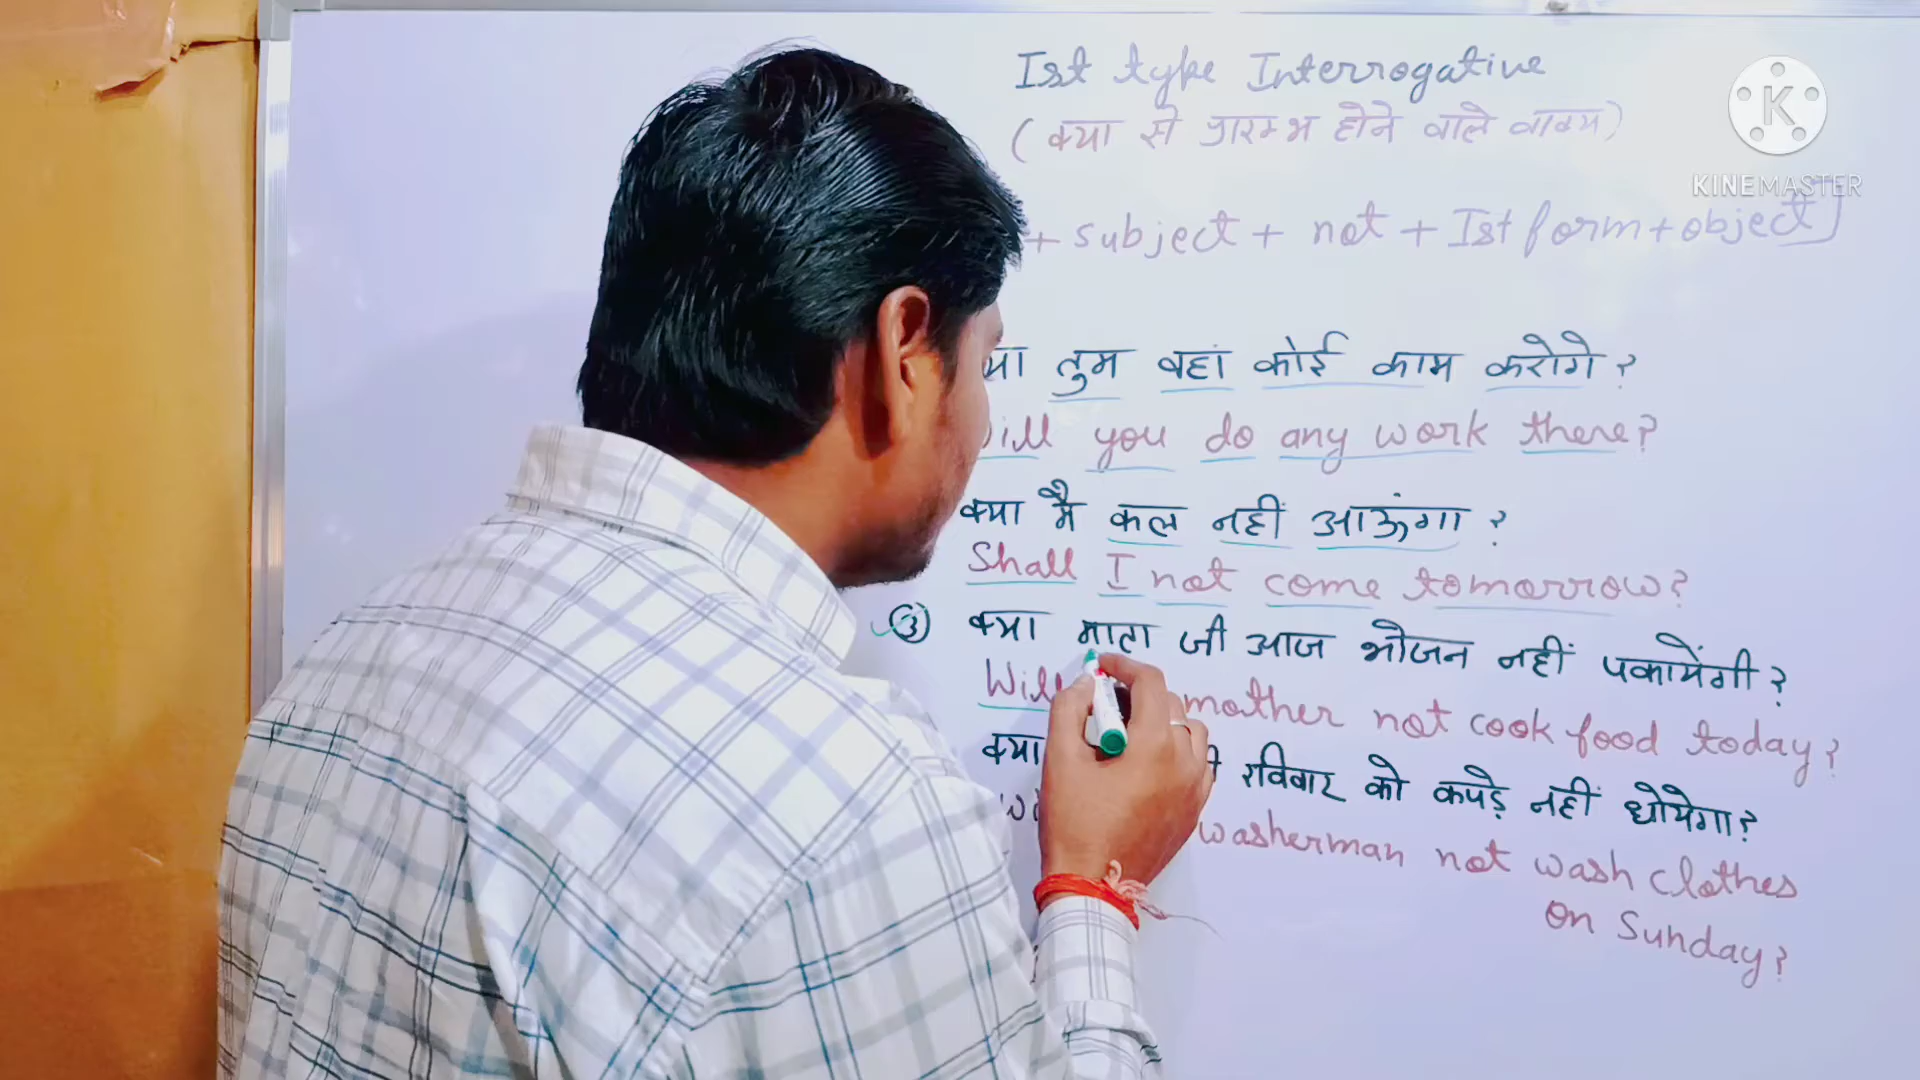 Ist type Interrogative
(क्या से प्रारम्भ होने वाले वाक्य)
KINEMASTER
+ subject + not + Ist form + object]
तुम वहां कोई काम करोगे ?
Will you do any work there?
क्या मै कल नहीं आऊंगा ?
Shall I not come tomorrow?
③ क्या माता जी आज भोजन नहीं पकायेंगी ?
Will mother not cook food today?
क्या रविवार को कपड़े नहीं धोयेगा ?
washerman not wash clothes
on Sunday?